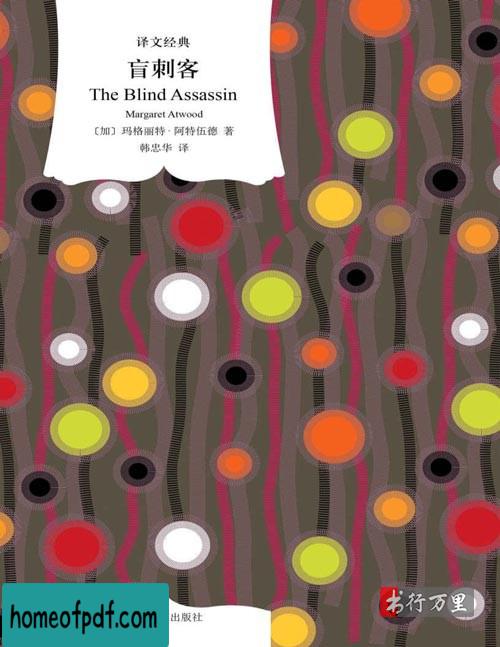 译文经典
盲刺客
The Blind Assassin
Margaret Atwood
〔加〕玛格丽特·阿特伍德 著
韩忠华 译
书行万里
出版社
homeofpdf.com